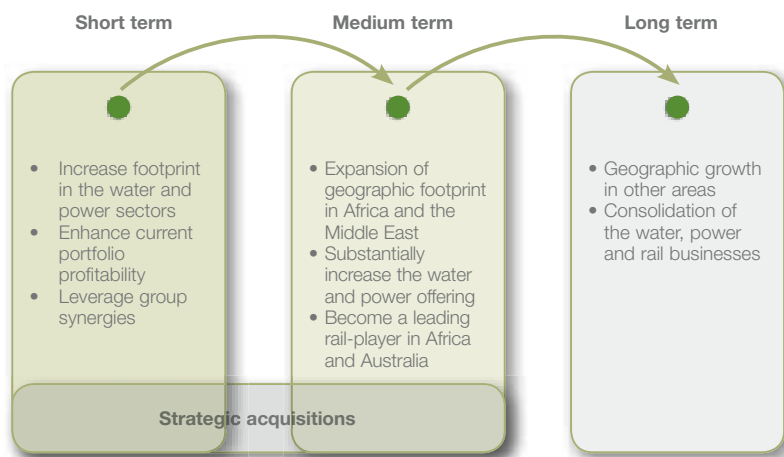 Short term
Medium term
Long term
• Increase footprint
in the water and
power sectors
• Enhance current
portfolio
profitability
• Leverage group
synergies
• Expansion of
geographic footprint
in Africa and the
Middle East
• Substantially
increase the water
and power offering
• Become a leading
rail-player in Africa
and Australia
• Geographic growth
in other areas
• Consolidation of
the water, power
and rail businesses
Strategic acquisitions